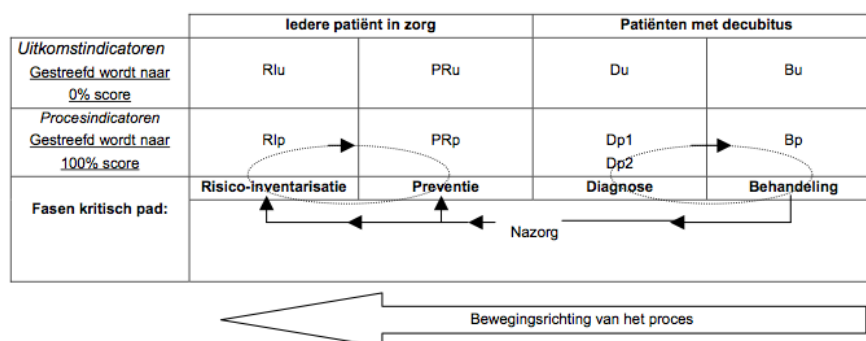 Iedere patiënt in zorg Patiënten met decubitus
Uitkomstindicatoren
Gestreefd wordt naar
0% score
RIu PRu Du Bu
Procesindicatoren
Gestreefd wordt naar
100% score
RIp PRp Dp1 Bp
Dp2
Fasen kritisch pad:
Risico-inventarisatie Preventie Diagnose Behandeling
Nazorg
Bewegingsrichting van het proces